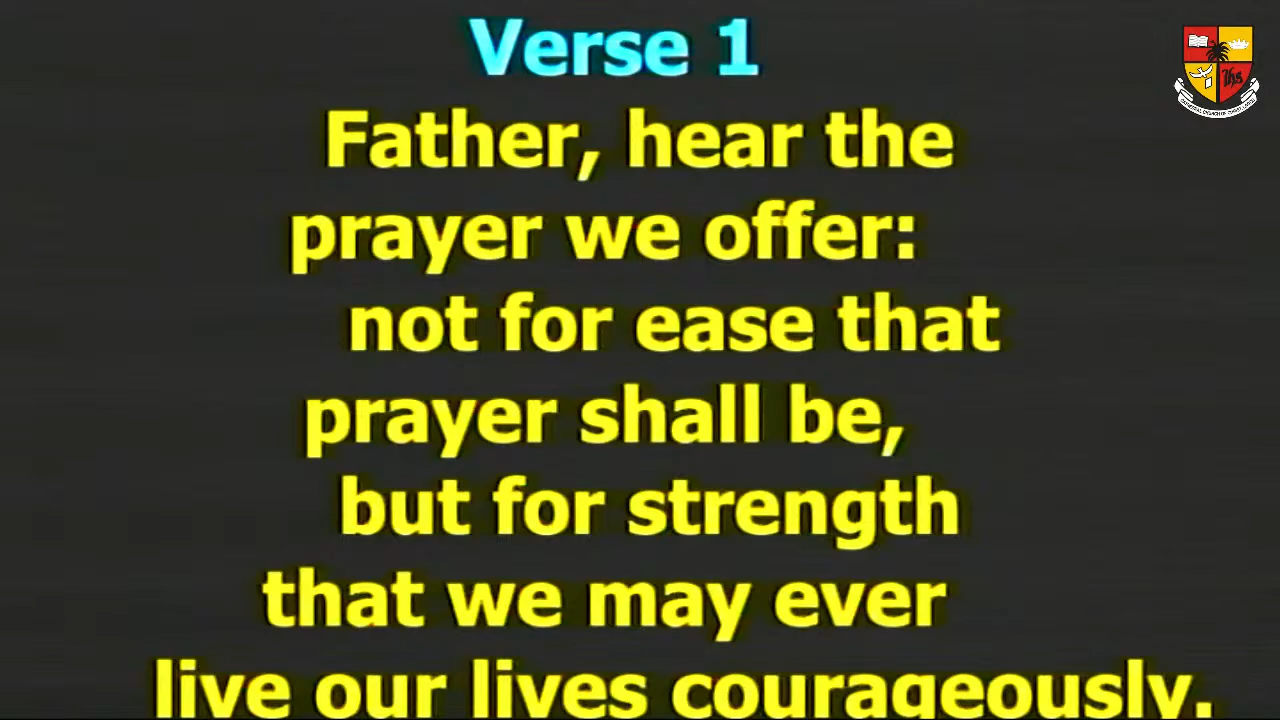 Verse 1
Father, hear the
prayer we offer:
not for ease that
prayer shall be,
but for strength
that we may ever
live our lives courageously.
Ihs